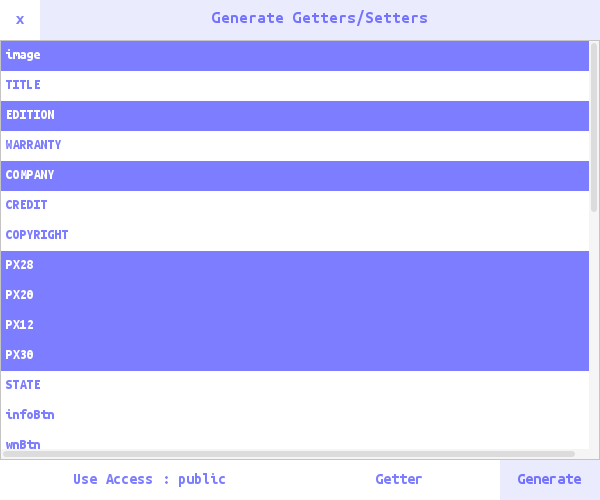 x Generate Getters/Setters
image
TITLE
EDITION
WARRANTY
COMPANY
CREDIT
COPYRIGHT
PX28
PX20
PX12
PX30
STATE
infoBtn
wnBtn
Use Access : public Getter Generate